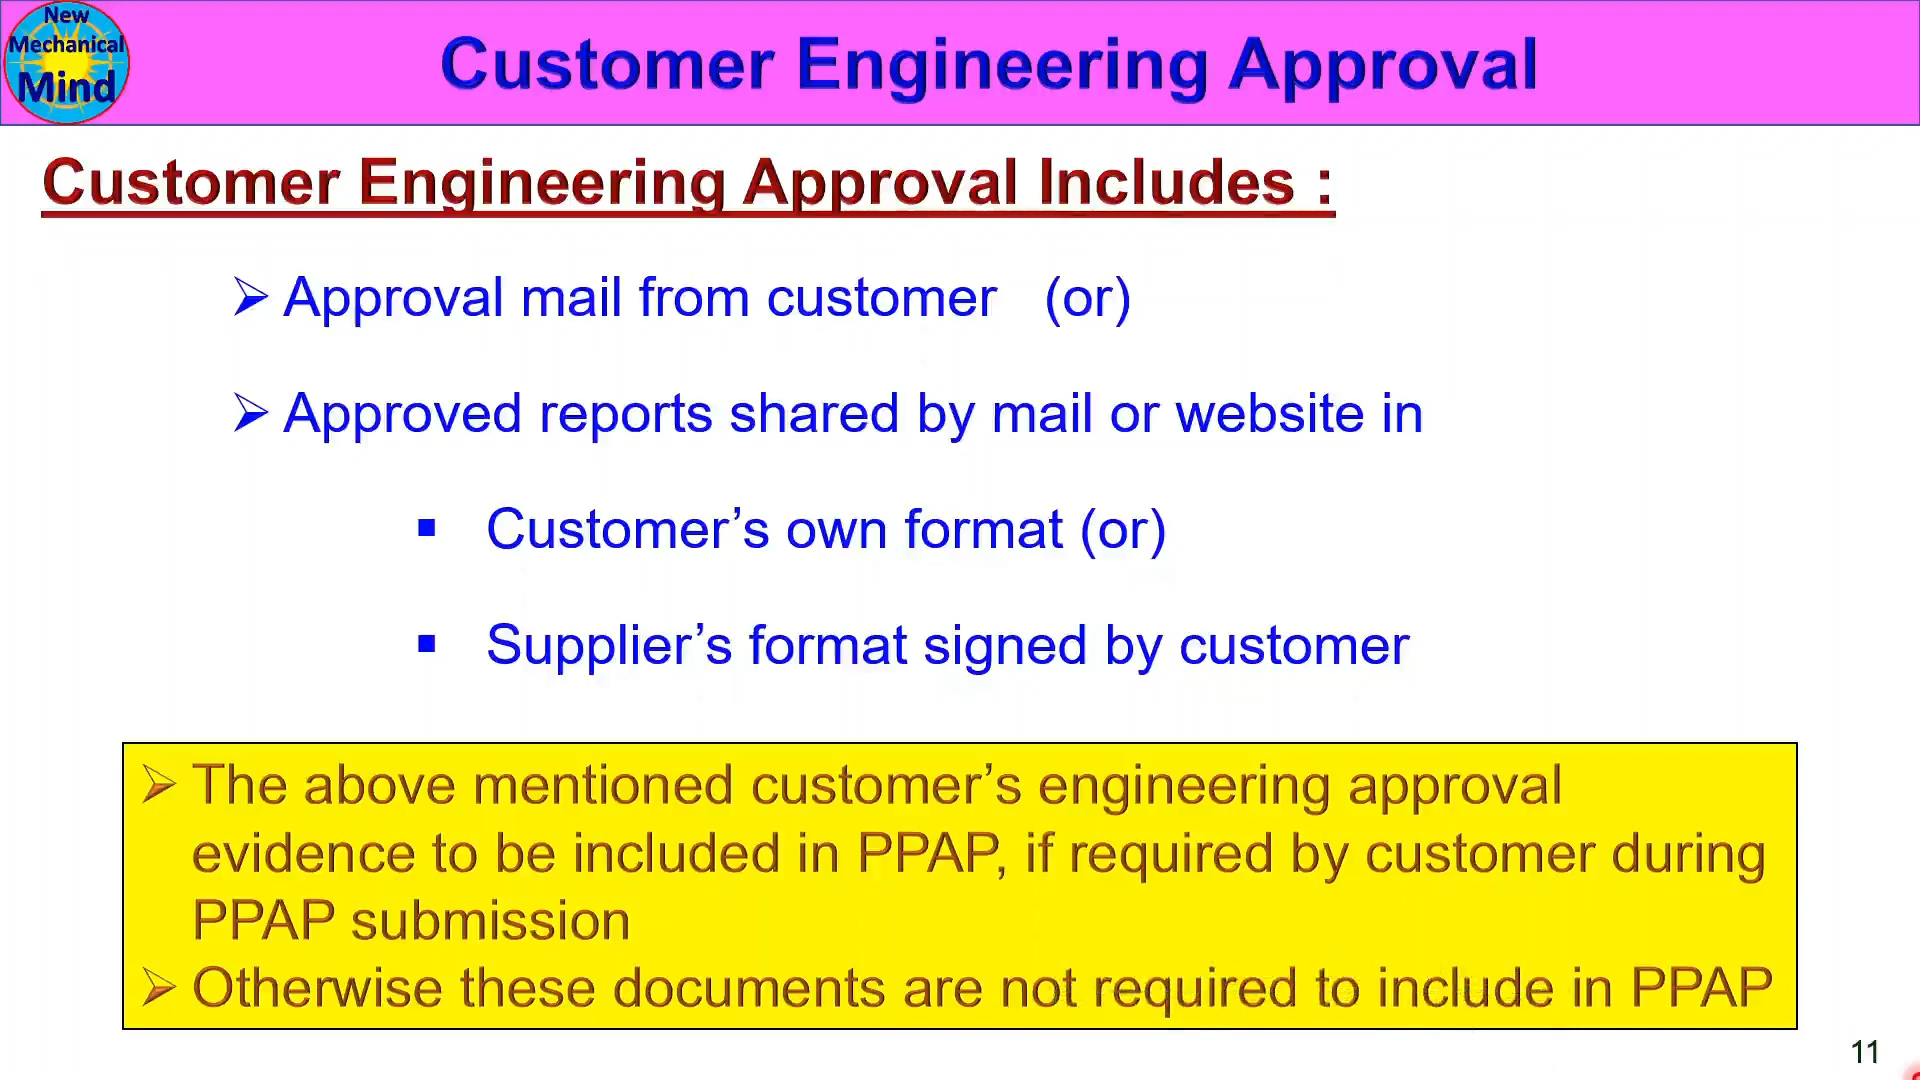 New
Mechanical
Mind
Customer Engineering Approval
Customer Engineering Approval Includes :
➢ Approval mail from customer (or)
➢ Approved reports shared by mail or website in
▪ Customer’s own format (or)
▪ Supplier’s format signed by customer
➢ The above mentioned customer’s engineering approval
evidence to be included in PPAP, if required by customer during
PPAP submission
➢ Otherwise these documents are not required to include in PPAP
11